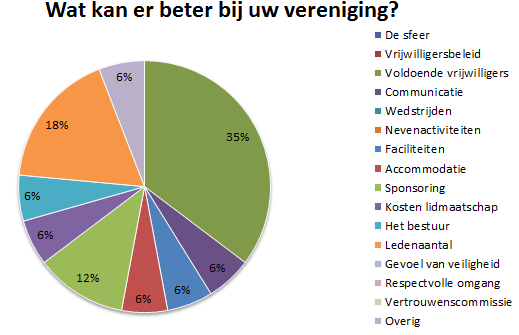 Wat kan er beter bij uw vereniging?
De sfeer
Vrijwilligersbeleid
Voldoende vrijwilligers
Communicatie
Wedstrijden
Nevenactiviteiten
Faciliteiten
Accommodatie
Sponsoring
Kosten lidmaatschap
Het bestuur
Ledenaantal
Gevoel van veiligheid
Respectvolle omgang
Vertrouwenscommissie
Overig
35%
6%
6%
6%
12%
6%
6%
18%
6%